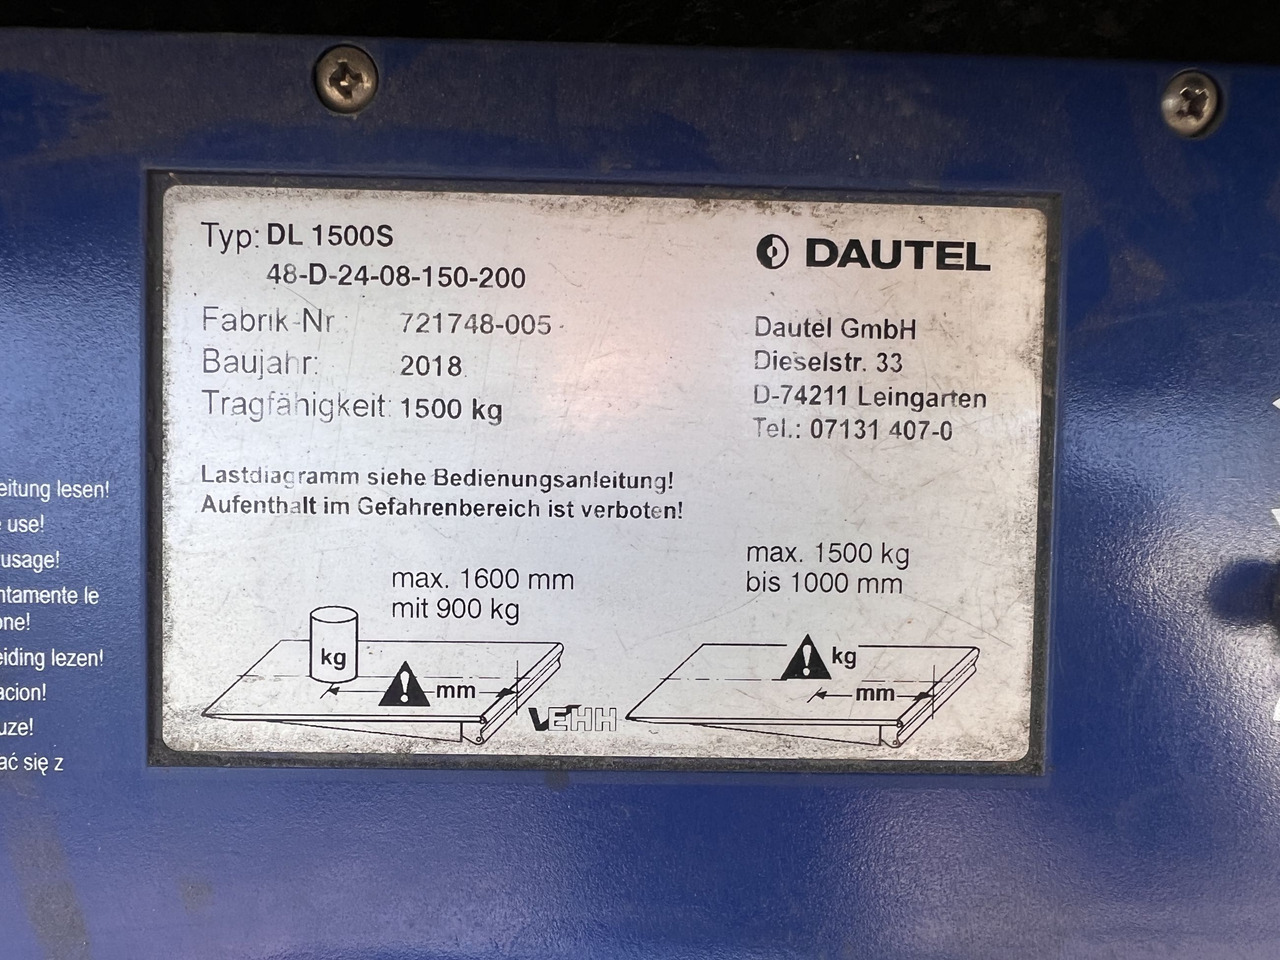 Typ: DL 1500S
48-D-24-08-150-200
Fabrik-Nr.: 721748-005
Baujahr: 2018
Tragfähigkeit: 1500 kg
DAUTEL
Dautel GmbH
Dieselstr. 33
D-74211 Leingarten
Tel.: 07131 407-0
Lastdiagramm siehe Bedienungsanleitung!
Aufenthalt im Gefahrenbereich ist verboten!
max. 1600 mm
mit 900 kg
kg
mm
max. 1500 kg
bis 1000 mm
kg
mm
VEHH
eitung lesen!
use!
usage!
ntamente le
one!
eiding lezen!
acion!
uze!
ać się z